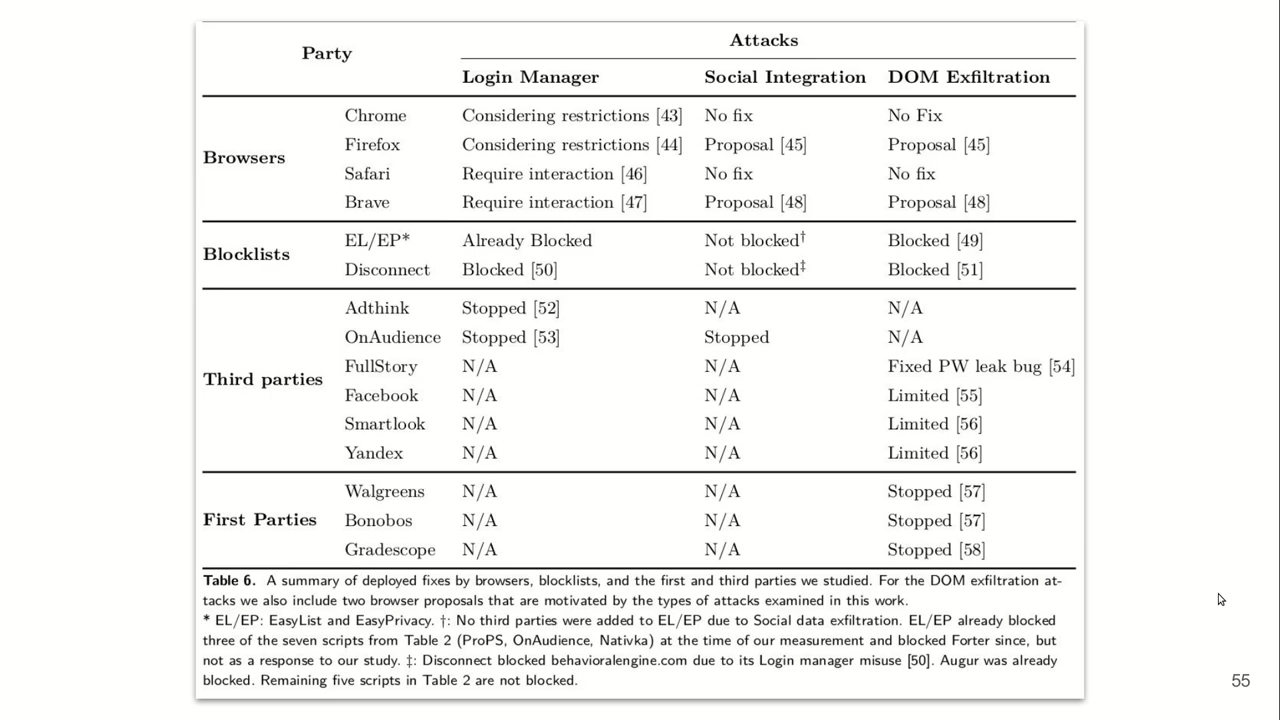 Party Attacks
Login Manager Social Integration DOM Exfiltration
Browsers
Chrome Considering restrictions [43] No fix No Fix
Firefox Considering restrictions [44] Proposal [45] Proposal [45]
Safari Require interaction [46] No fix No fix
Brave Require interaction [47] Proposal [48] Proposal [48]
Blocklists
EL/EP* Already Blocked Not blocked† Blocked [49]
Disconnect Blocked [50] Not blocked‡ Blocked [51]
Third parties
Adthink Stopped [52] N/A N/A
OnAudience Stopped [53] Stopped N/A
FullStory N/A N/A Fixed PW leak bug [54]
Facebook N/A N/A Limited [55]
Smartlook N/A N/A Limited [56]
Yandex N/A N/A Limited [56]
First Parties
Walgreens N/A N/A Stopped [57]
Bonobos N/A N/A Stopped [57]
Gradescope N/A N/A Stopped [58]
Table 6. A summary of deployed fixes by browsers, blocklists, and the first and third parties we studied. For the DOM exfiltration at-
tacks we also include two browser proposals that are motivated by the types of attacks examined in this work.
* EL/EP: EasyList and EasyPrivacy. †: No third parties were added to EL/EP due to Social data exfiltration. EL/EP already blocked
three of the seven scripts from Table 2 (ProPS, OnAudience, Nativka) at the time of our measurement and blocked Forter since, but
not as a response to our study. ‡: Disconnect blocked behavioralengine.com due to its Login manager misuse [50]. Augur was already
blocked. Remaining five scripts in Table 2 are not blocked.
55